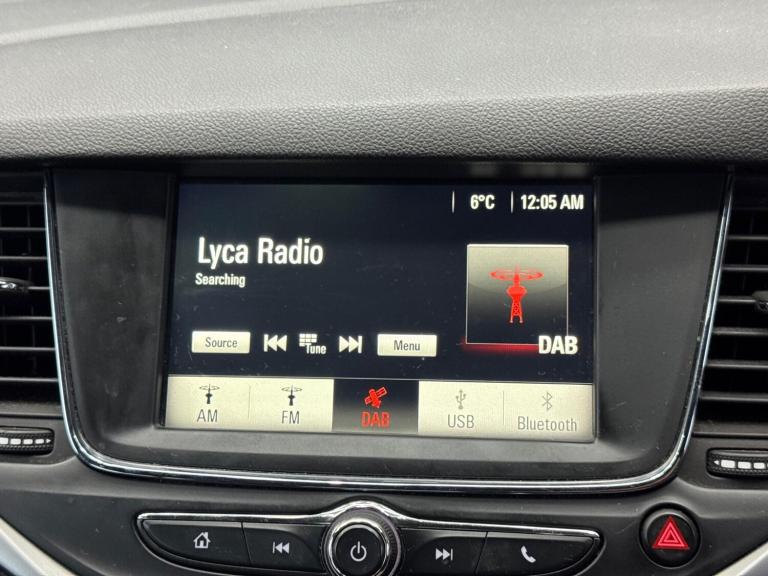 6°C 12:05 AM
Lyca Radio
Searching
DAB
Source Tune Menu
AM FM DAB USB Bluetooth